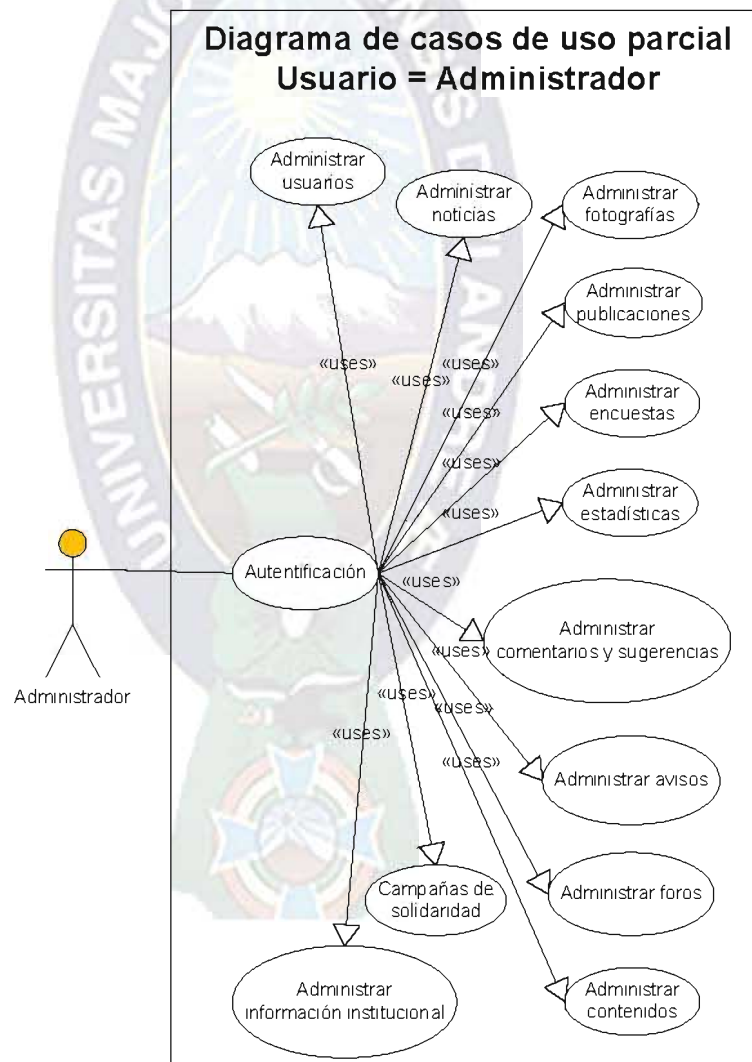 Diagrama de casos de uso parcial
Usuario = Administrador
Administrar
usuarios
Administrar
noticias
Administrar
fotografías
Administrar
publicaciones
«uses»
«uses»
«uses»
Administrar
encuestas
«uses»
«uses»
Administrar
estadísticas
«uses»
Autentificación
«uses»
Administrar
comentarios y sugerencias
«uses»
Administrador
«uses»
«uses»
«uses»
«uses»
Administrar avisos
Campañas de
solidaridad
Administrar foros
Administrar
información institucional
Administrar
contenidos
UNIVERSITAS MAJOR